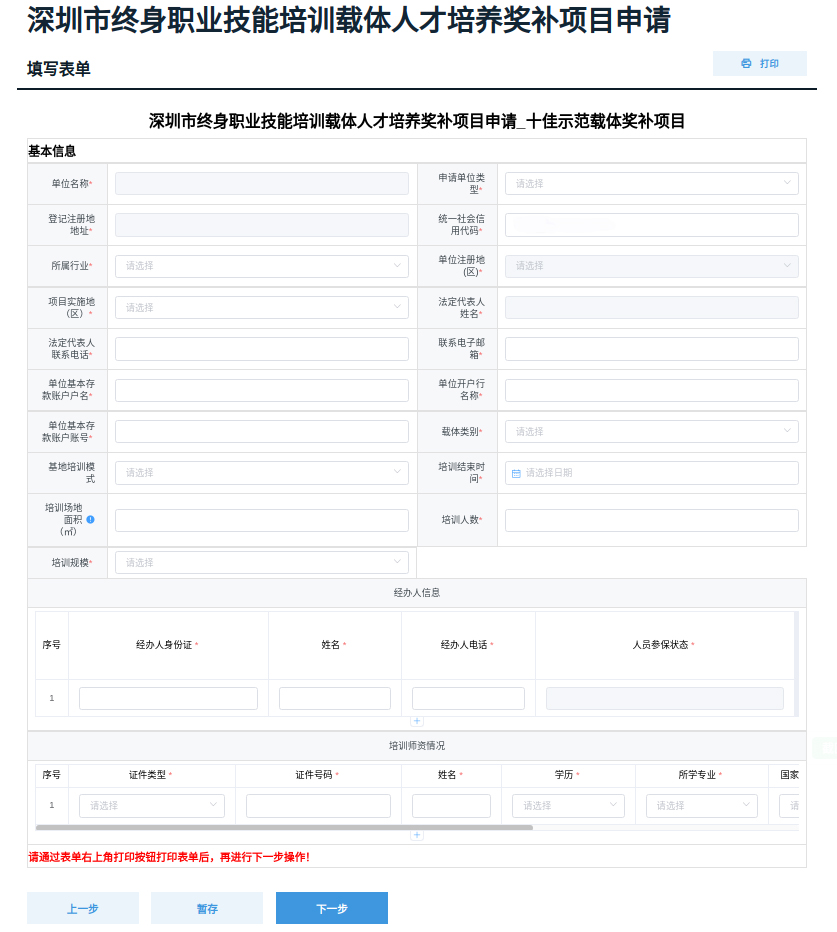 深圳市终身职业技能培训载体人才培养奖补项目申请
填写表单
打印
深圳市终身职业技能培训载体人才培养奖补项目申请_十佳示范载体奖补项目
基本信息
单位名称*
申请单位类
型*
请选择
登记注册地
地址*
统一社会信
用代码*
所属行业*
请选择
单位注册地
(区)*
请选择
项目实施地
（区）*
请选择
法定代表人
姓名*
法定代表人
联系电话*
联系电子邮
箱*
单位基本存
款账户户名*
单位开户行
名称*
单位基本存
款账户账号*
载体类别*
请选择
基地培训模
式
请选择
培训结束时
间*
请选择日期
培训场地
面积
（㎡）
培训人数*
培训规模*
请选择
经办人信息
序号 经办人身份证 * 姓名 * 经办人电话 * 人员参保状态 *
1
+
培训师资情况
序号 证件类型 * 证件号码 * 姓名 * 学历 * 所学专业 * 国家
1 请选择 请选择 请选择 请
+
请通过表单右上角打印按钮打印表单后，再进行下一步操作！
上一步 暂存 下一步